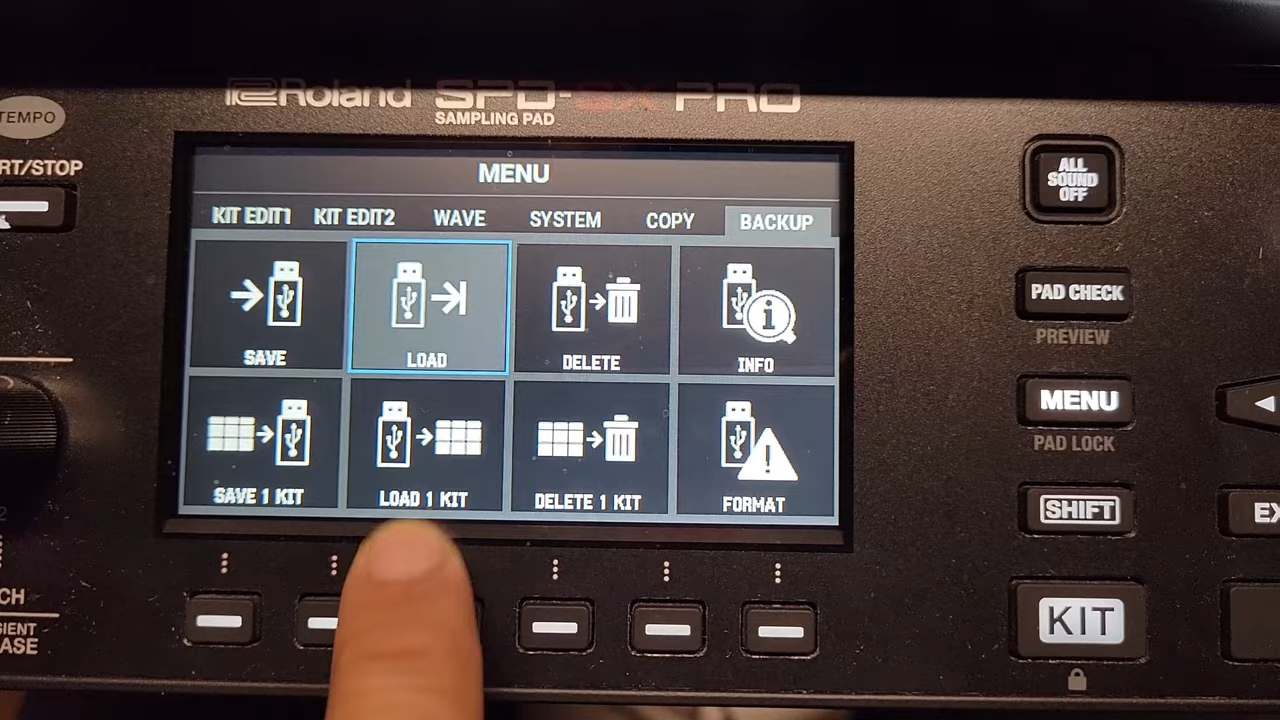 Roland SPD-SX PRO
SAMPLING PAD
TEMPO
RT/STOP
MENU
KIT EDIT1 KIT EDIT2 WAVE SYSTEM COPY BACKUP
SAVE LOAD DELETE INFO
SAVE 1 KIT LOAD 1 KIT DELETE 1 KIT FORMAT
ALL
SOUND
OFF
PAD CHECK
PREVIEW
MENU
PAD LOCK
SHIFT
EX
KIT
CH
IENT
EASE